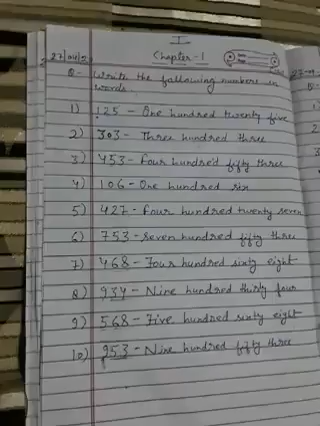 I
27/04/2
Chapter-1
Q- Write the following numbers in
words.
1) 125 - One hundred twenty five
2) 303 - Three hundred three
3) 453 - Four hundred fifty three
4) 106 - One hundred six
5) 427 - Four hundred twenty seven
6) 753 - Seven hundred fifty three
7) 468 - Four hundred sixty eight
8) 934 - Nine hundred thirty four
9) 568 - Five hundred sixty eight
10) 953 - Nine hundred fifty three